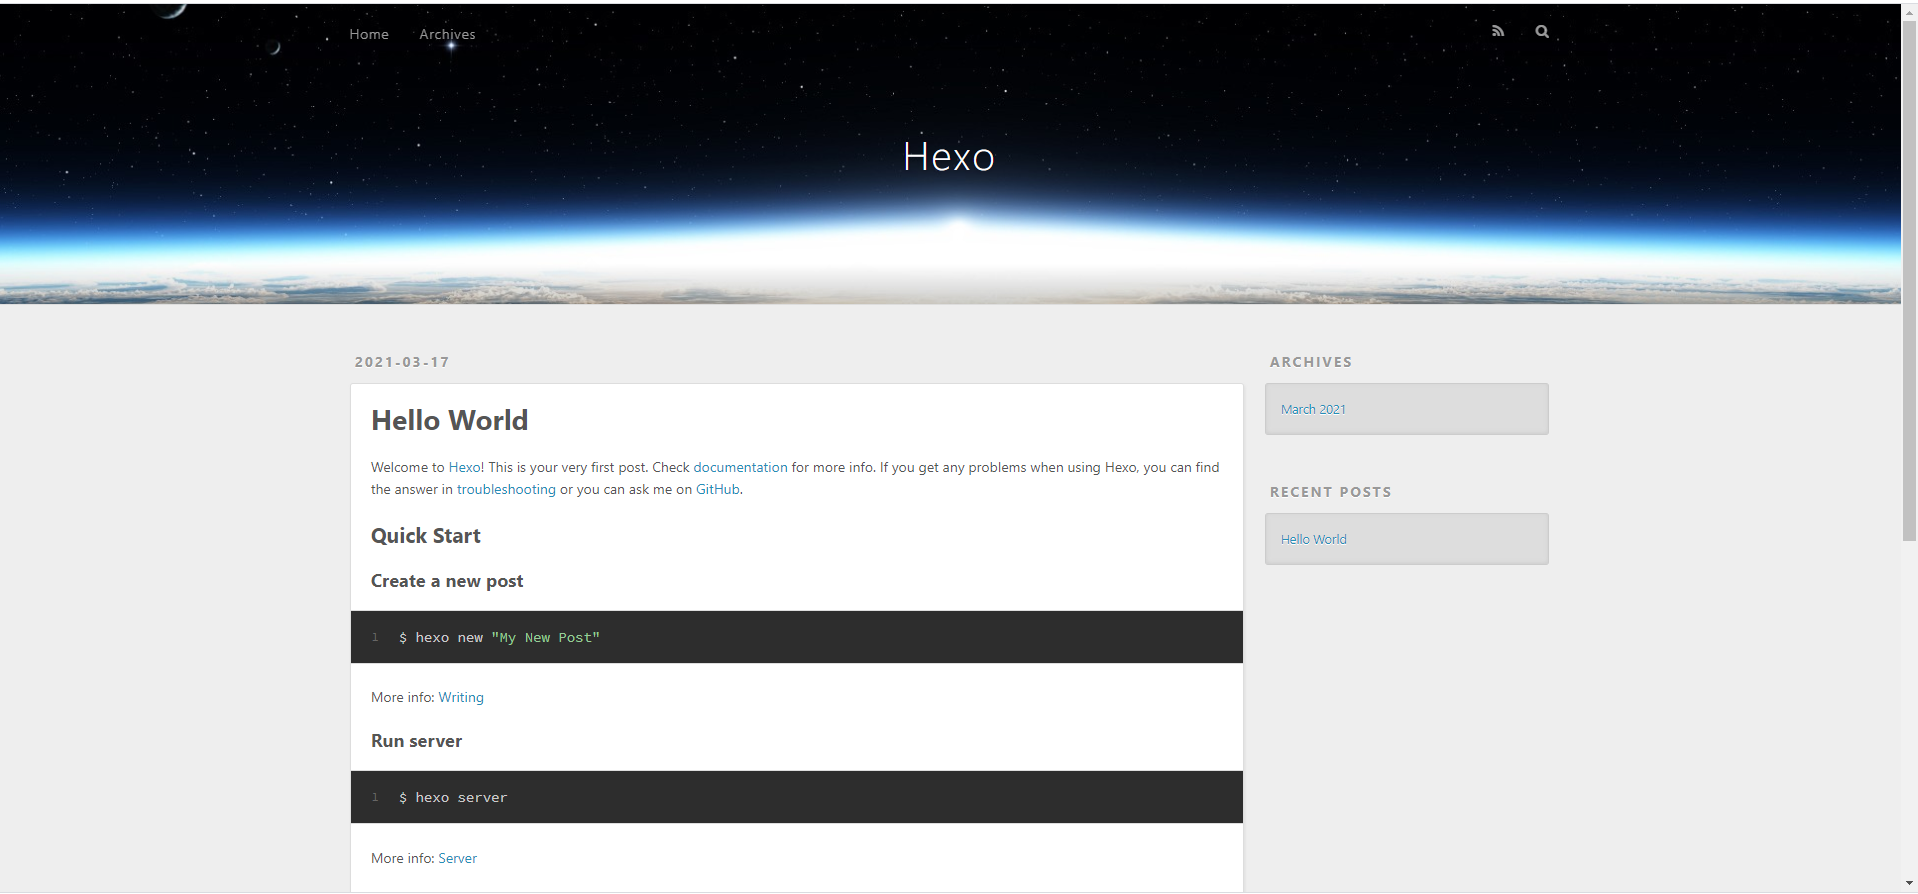 Home Archives
Hexo
2021-03-17
Hello World
Welcome to Hexo! This is your very first post. Check documentation for more info. If you get any problems when using Hexo, you can find
the answer in troubleshooting or you can ask me on GitHub.
Quick Start
Create a new post
1 $ hexo new "My New Post"
More info: Writing
Run server
1 $ hexo server
More info: Server
ARCHIVES
March 2021
RECENT POSTS
Hello World